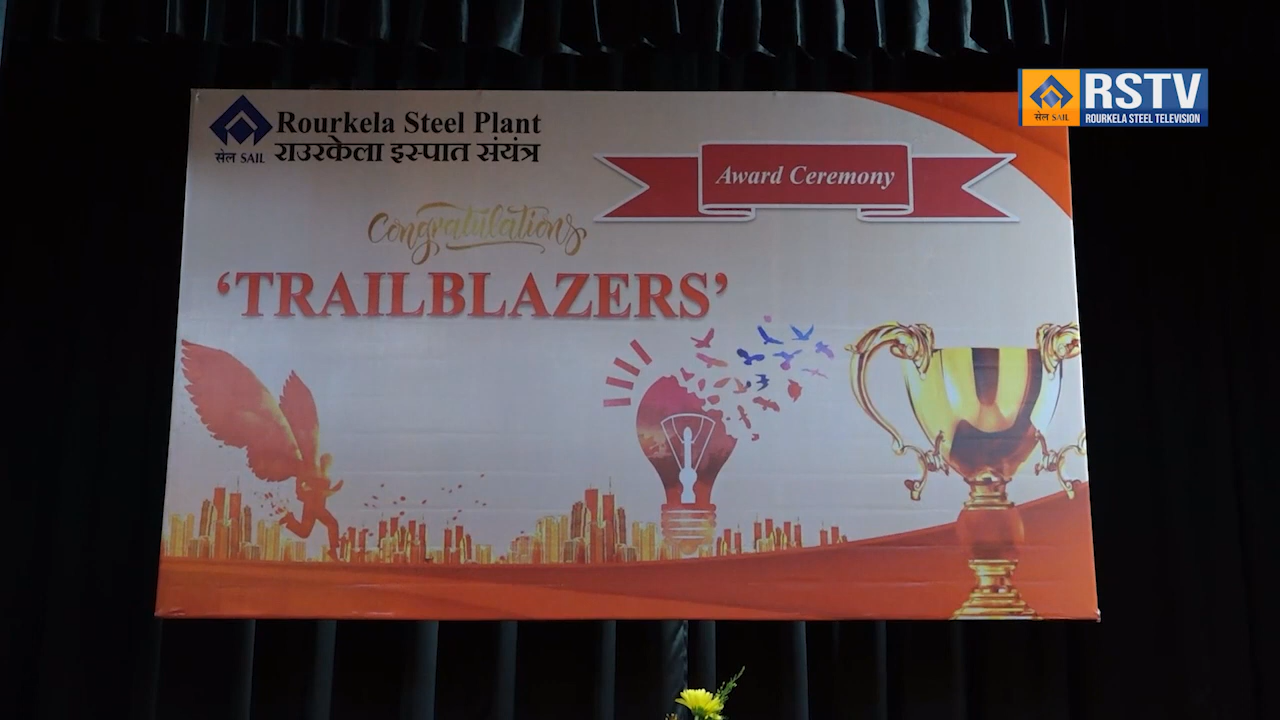 Rourkela Steel Plant
राउरकेला इस्पात संयंत्र
सेल SAIL
Award Ceremony
Congratulations
‘TRAILBLAZERS’
सेल SAIL
RSTV
ROURKELA STEEL TELEVISION